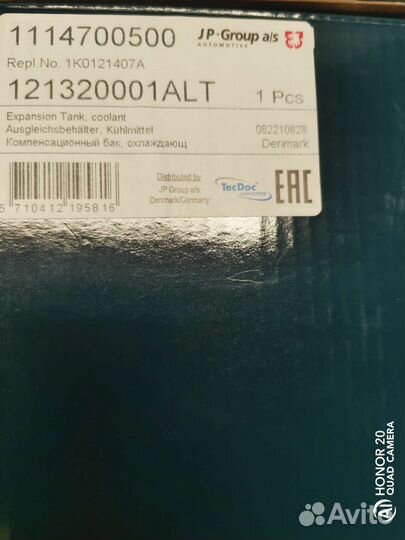 1114700500
JP·Group a/s
AUTOMOTIVE
Repl.No. 1K0121407A
121320001ALT
1 Pcs
Expansion Tank, coolant
Ausgleichsbehälter, Kühlmittel
Компенсационный бак, охлаждающ
082210828
Denmark
Distributed by
JP Group a/s
Denmark/Germany
TecDoc
EAC
5 710412 195816
HONOR 20
QUAD CAMERA
Avito